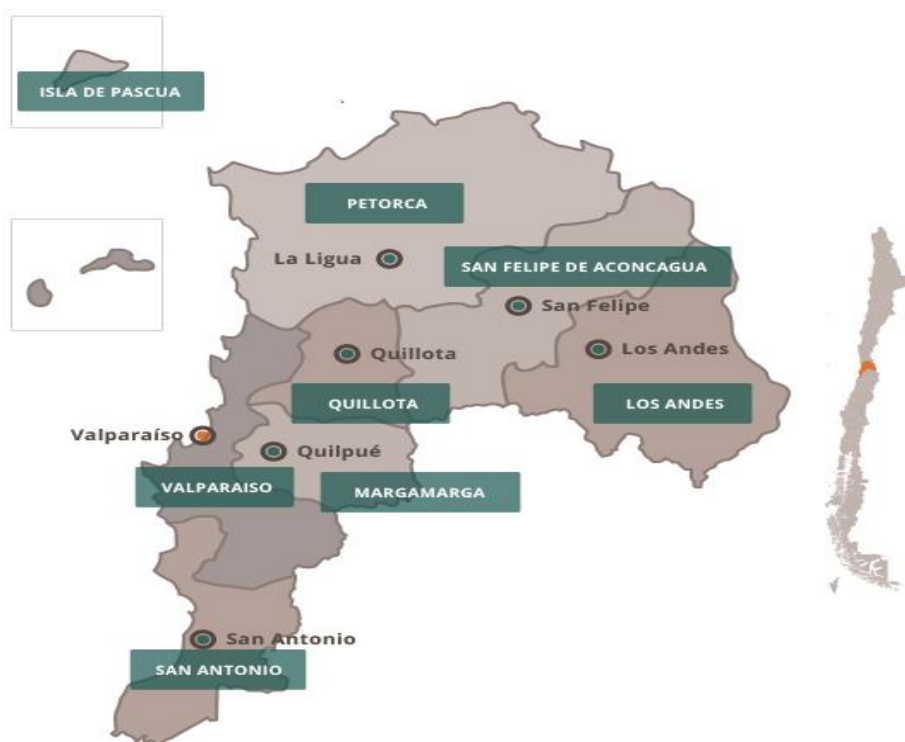 ISLA DE PASCUA
PETORCA
La Ligua
SAN FELIPE DE ACONCAGUA
San Felipe
Quillota
Los Andes
QUILLOTA
LOS ANDES
Valparaíso
Quilpué
VALPARAISO
MARGAMARGA
San Antonio
SAN ANTONIO